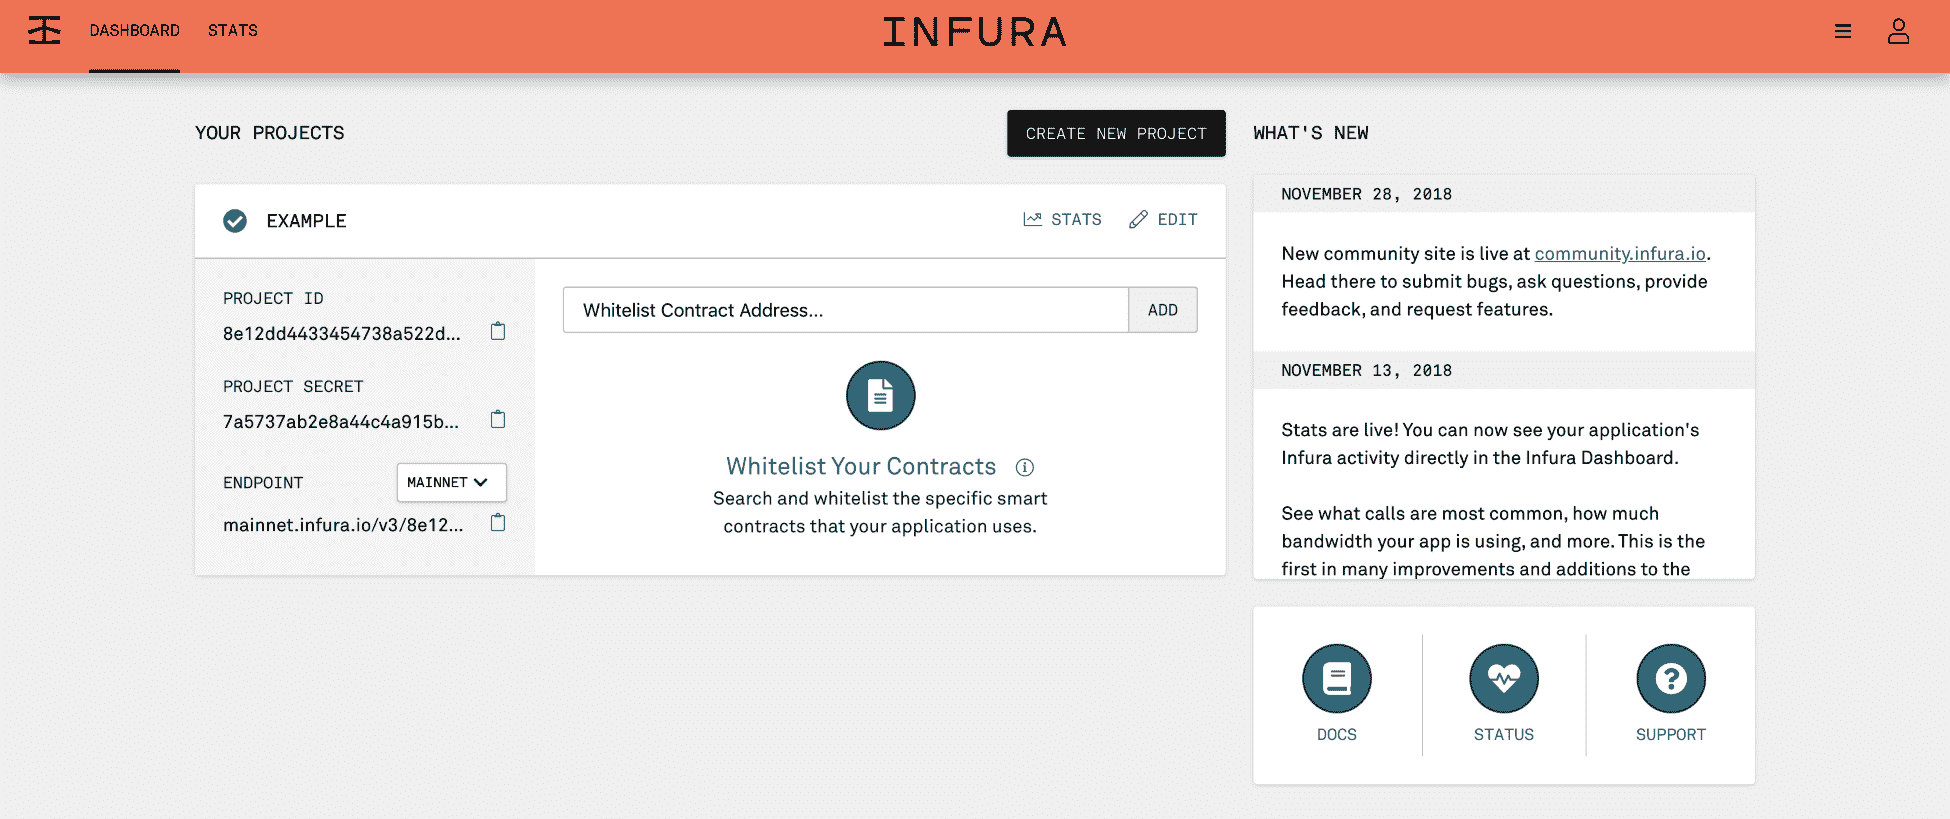 DASHBOARD STATS INFURA
YOUR PROJECTS
CREATE NEW PROJECT
EXAMPLE
STATS EDIT
PROJECT ID
8e12dd4433454738a522d...
PROJECT SECRET
7a5737ab2e8a44c4a915b...
ENDPOINT MAINNET
mainnet.infura.io/v3/8e12...
Whitelist Contract Address... ADD
Whitelist Your Contracts
Search and whitelist the specific smart
contracts that your application uses.
WHAT'S NEW
NOVEMBER 28, 2018
New community site is live at community.infura.io.
Head there to submit bugs, ask questions, provide
feedback, and request features.
NOVEMBER 13, 2018
Stats are live! You can now see your application's
Infura activity directly in the Infura Dashboard.
See what calls are most common, how much
bandwidth your app is using, and more. This is the
first in many improvements and additions to the
DOCS STATUS SUPPORT